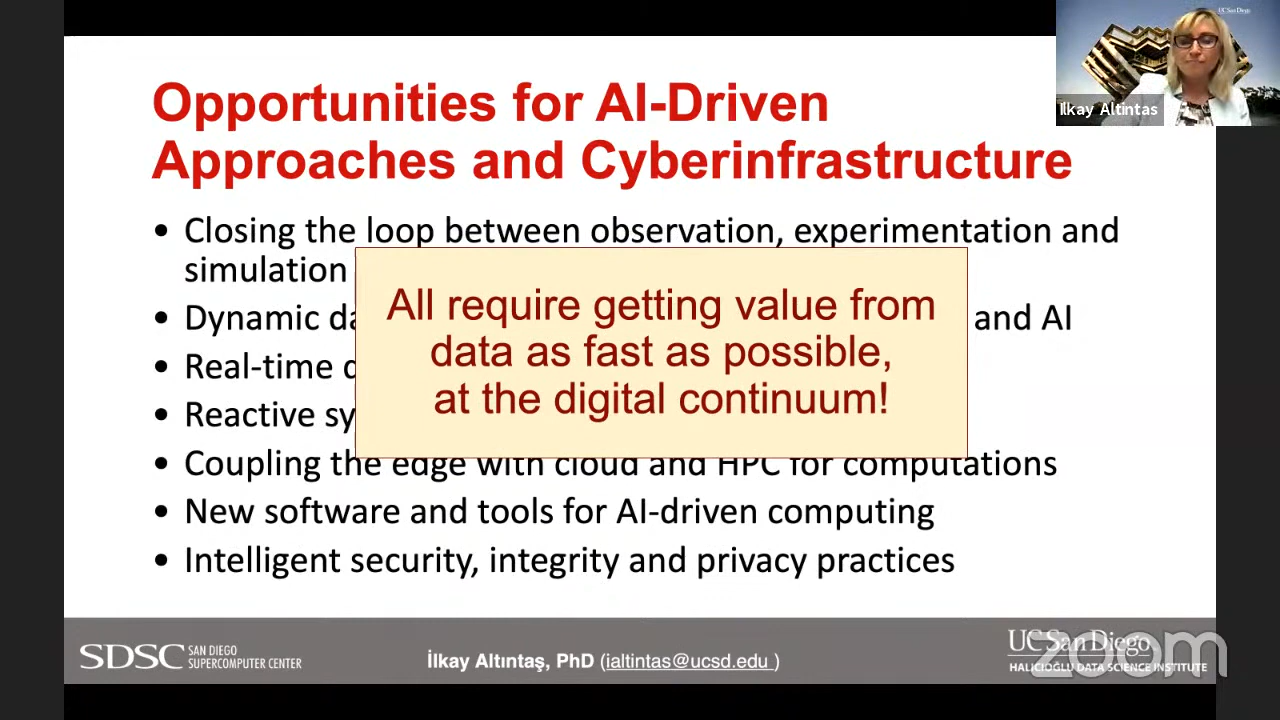 UC San Diego
Ilkay Altintas
Opportunities for AI-Driven
Approaches and Cyberinfrastructure
• Closing the loop between observation, experimentation and
simulation
• Dynamic and AI
• Real-time
• Reactive
• Coupling the edge with cloud and HPC for computations
• New software and tools for AI-driven computing
• Intelligent security, integrity and privacy practices
All require getting value from
data as fast as possible,
at the digital continuum!
SDSC SAN DIEGO
SUPERCOMPUTER CENTER
İlkay Altıntaş, PhD (ialtintas@ucsd.edu )
UC San Diego
HALICIOĞLU DATA SCIENCE INSTITUTE
zoom